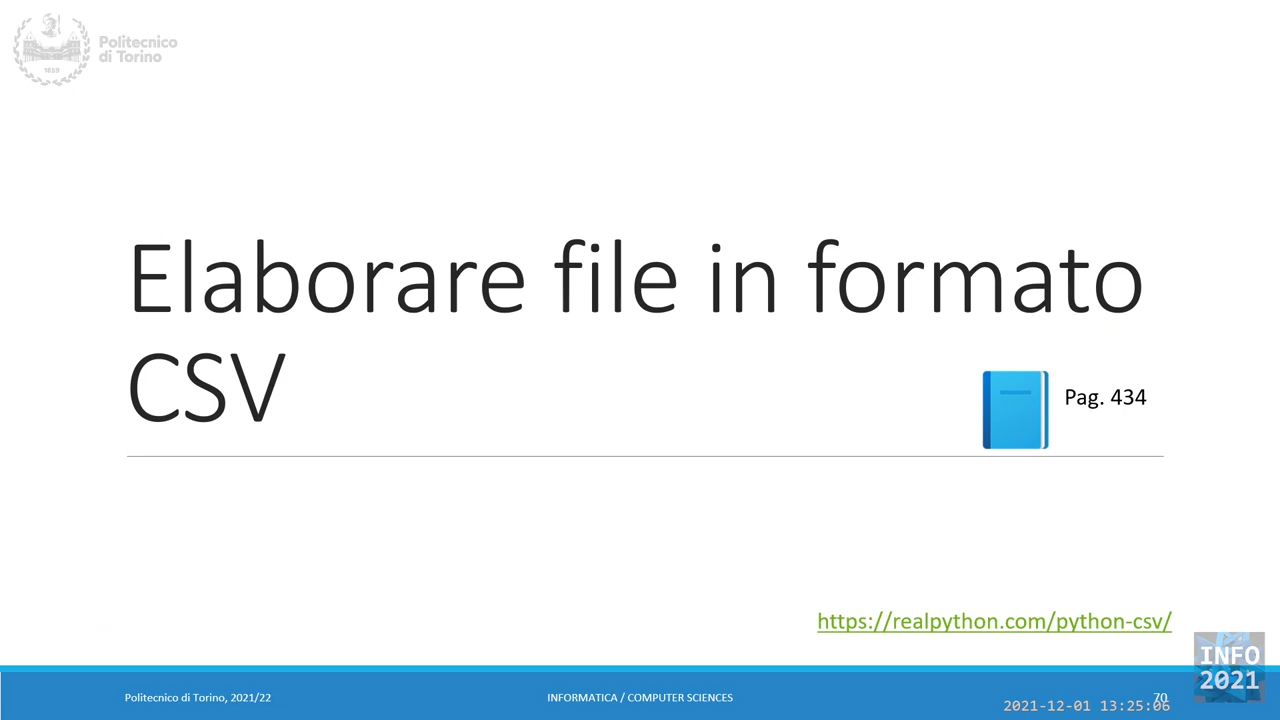 Politecnico
di Torino
1859
Elaborare file in formato
CSV
Pag. 434
https://realpython.com/python-csv/
INFO
2021
Politecnico di Torino, 2021/22
INFORMATICA / COMPUTER SCIENCES
70
2021-12-01 13:25:06